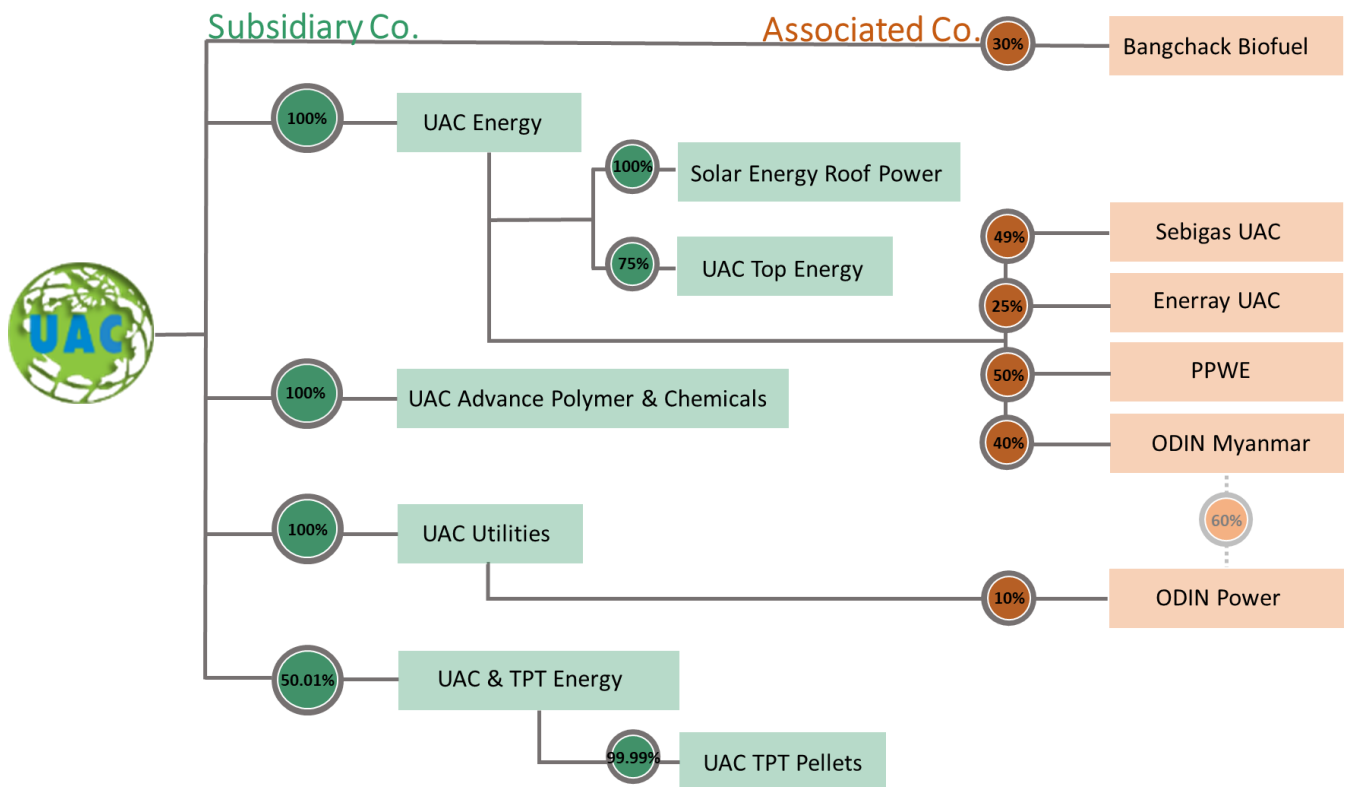 Subsidiary Co.
Associated Co.
30%
Bangchack Biofuel
100%
UAC Energy
100%
Solar Energy Roof Power
75%
UAC Top Energy
49%
Sebigas UAC
25%
Enerray UAC
UAC
50%
PPWE
100%
UAC Advance Polymer & Chemicals
40%
ODIN Myanmar
60%
100%
UAC Utilities
10%
ODIN Power
50.01%
UAC & TPT Energy
99.99%
UAC TPT Pellets